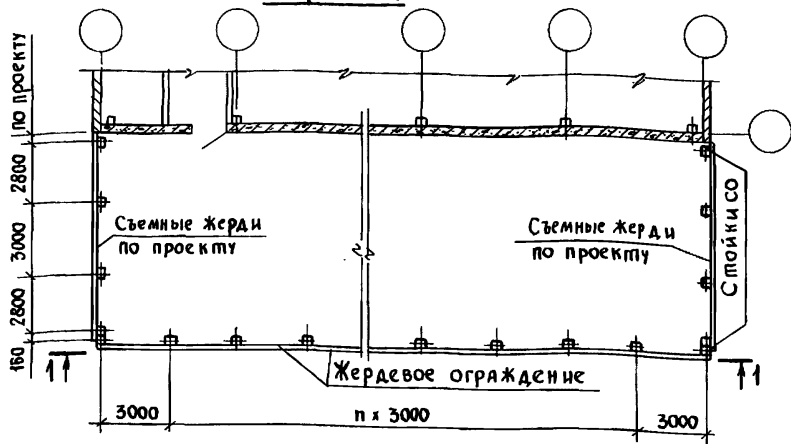 по проекту
2800
3000
2800
160
Съемные жерди
по проекту
Съемные жерди
по проекту
Стойки СО
Жердевое ограждение
1
1
3000
n x 3000
3000